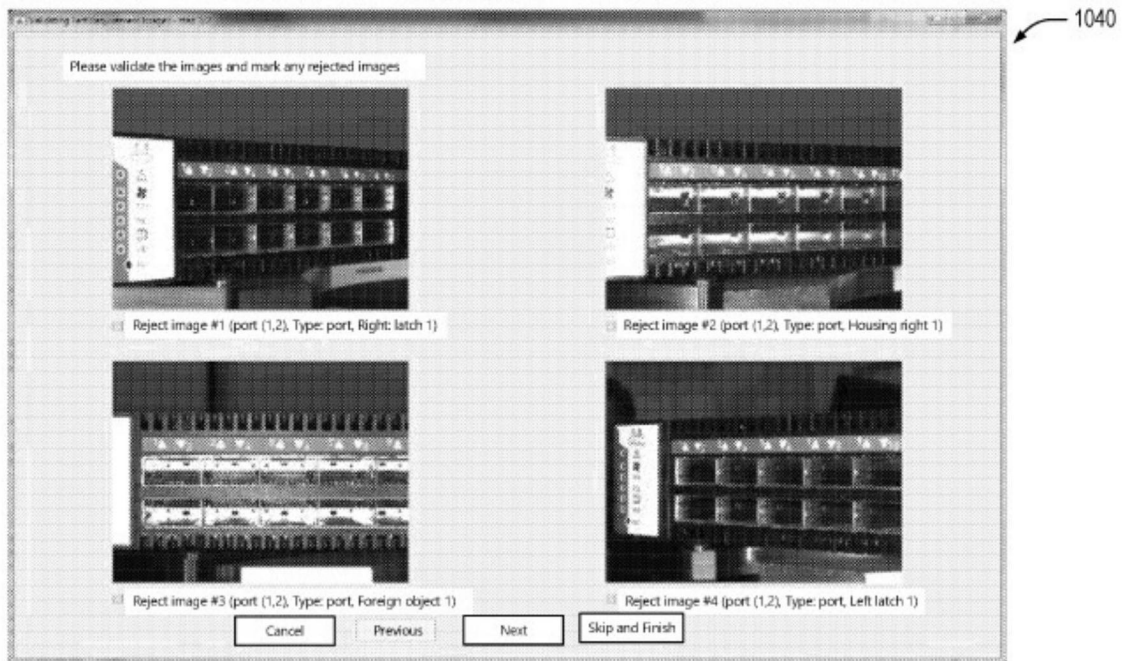 1040
Please validate the images and mark any rejected images
Reject image #1 (port (1,2), Type: port, Right: latch 1)
Reject image #2 (port (1,2), Type: port, Housing right 1)
Reject image #3 (port (1,2), Type: port, Foreign object 1)
Reject image #4 (port (1,2), Type: port, Left latch 1)
Cancel
Previous
Next
Skip and Finish